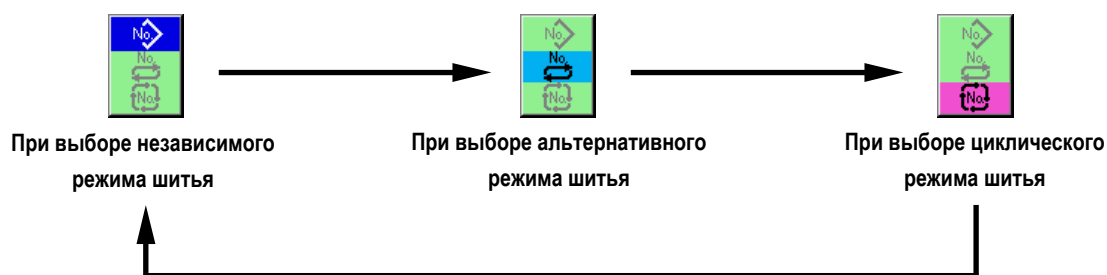 No.
No.
No.
No.
No.
No.
No.
No.
No.
При выборе независимого
режима шитья
При выборе альтернативного
режима шитья
При выборе циклического
режима шитья